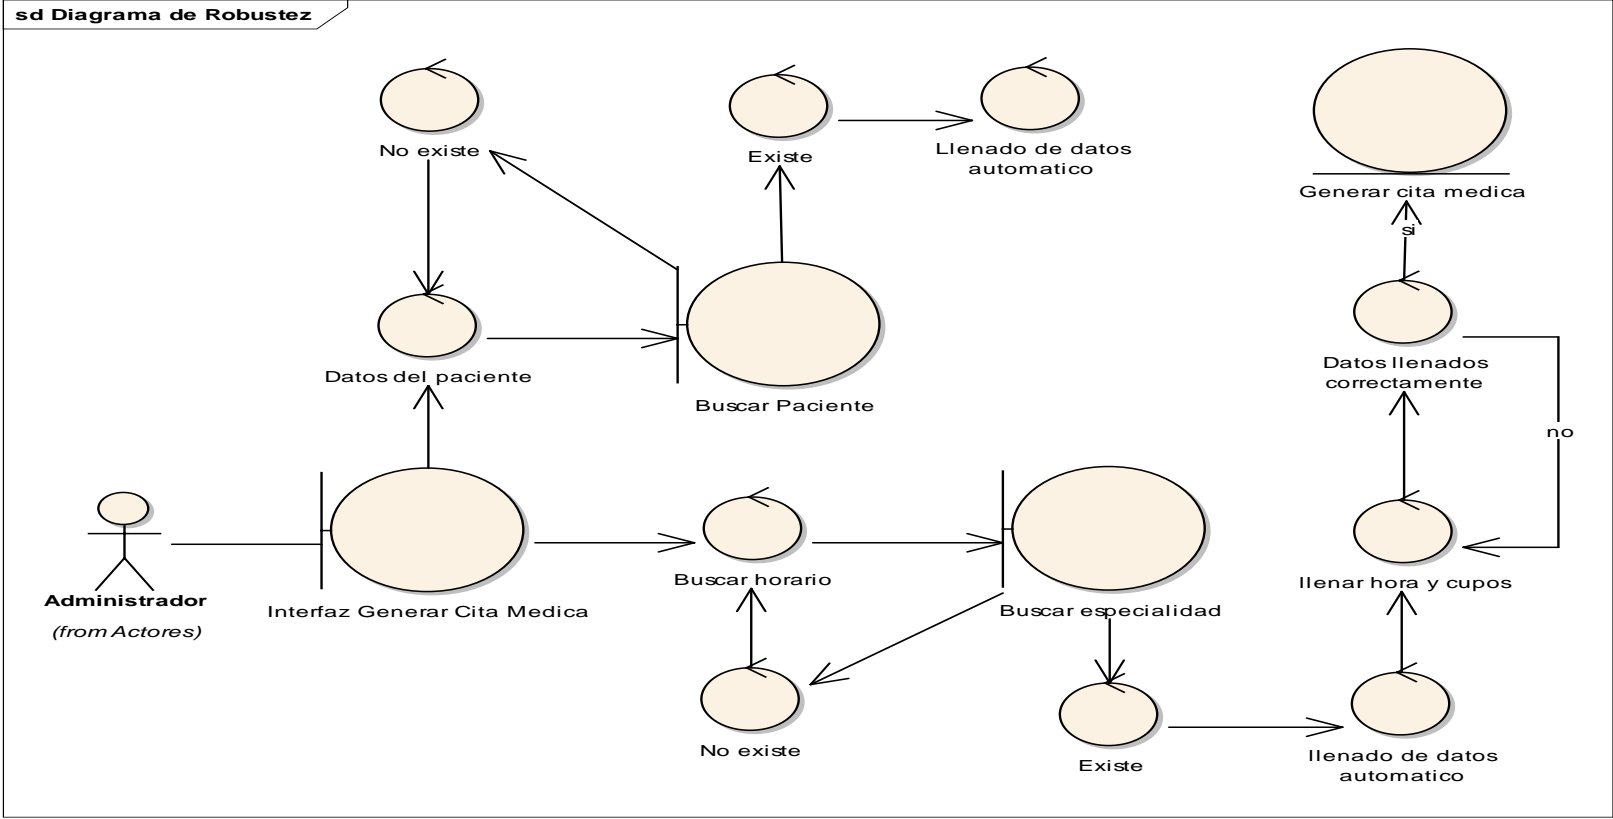 sd Diagrama de Robustez
No existe
Existe
Llenado de datos
automatico
Generar cita medica
si
Datos del paciente
Buscar Paciente
Datos llenados
correctamente
no
Administrador
(from Actores)
Interfaz Generar Cita Medica
Buscar horario
Buscar especialidad
llenar hora y cupos
No existe
Existe
llenado de datos
automatico